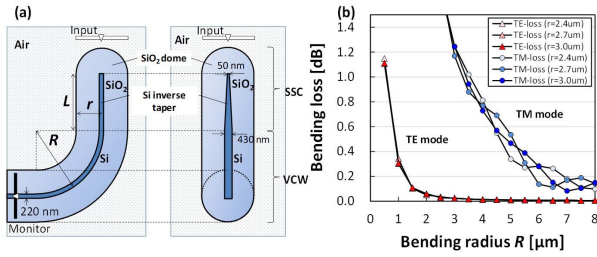 (a)
Input
Input
Air
Air
SiO2 dome
50 nm
SiO2
SiO2
L
r
Si inverse
taper
SSC
R
430 nm
Si
Si
VCW
220 nm
Monitor
(b)
Bending loss [dB]
1.4
1.2
1.0
0.8
0.6
0.4
0.2
0.0
TE-loss (r=2.4um)
TE-loss (r=2.7um)
TE-loss (r=3.0um)
TM-loss (r=2.4um)
TM-loss (r=2.7um)
TM-loss (r=3.0um)
TM mode
TE mode
0 1 2 3 4 5 6 7 8
Bending radius R [μm]